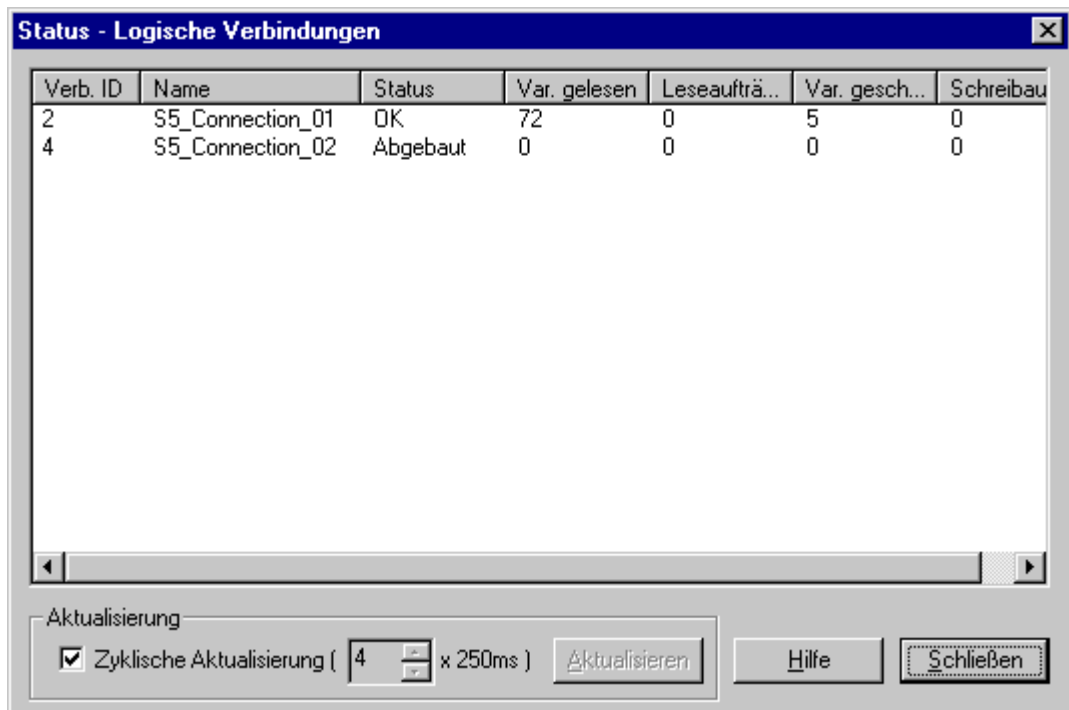 Status - Logische Verbindungen
Verb. ID Name Status Var. gelesen Leseaufträ... Var. gesch... Schreibau
2 S5_Connection_01 OK 72 0 5 0
4 S5_Connection_02 Abgebaut 0 0 0 0
Aktualisierung
Zyklische Aktualisierung ( 4 x 250ms ) Aktualisieren Hilfe Schließen